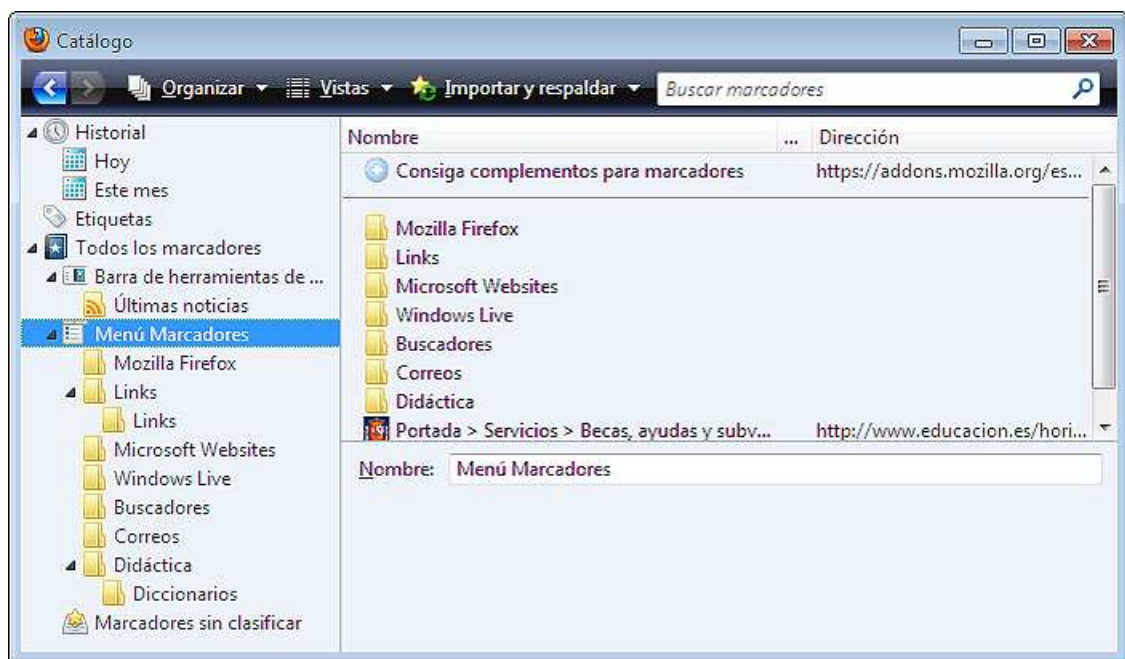 Catálogo
Organizar Vistas Importar y respaldar Buscar marcadores
Historial
Hoy
Este mes
Etiquetas
Todos los marcadores
Barra de herramientas de ...
Últimas noticias
Menú Marcadores
Mozilla Firefox
Links
Links
Microsoft Websites
Windows Live
Buscadores
Correos
Didáctica
Diccionarios
Marcadores sin clasificar
Nombre ... Dirección
Consiga complementos para marcadores https://addons.mozilla.org/es...
Mozilla Firefox
Links
Microsoft Websites
Windows Live
Buscadores
Correos
Didáctica
Portada > Servicios > Becas, ayudas y subv... http://www.educacion.es/hori...
Nombre: Menú Marcadores